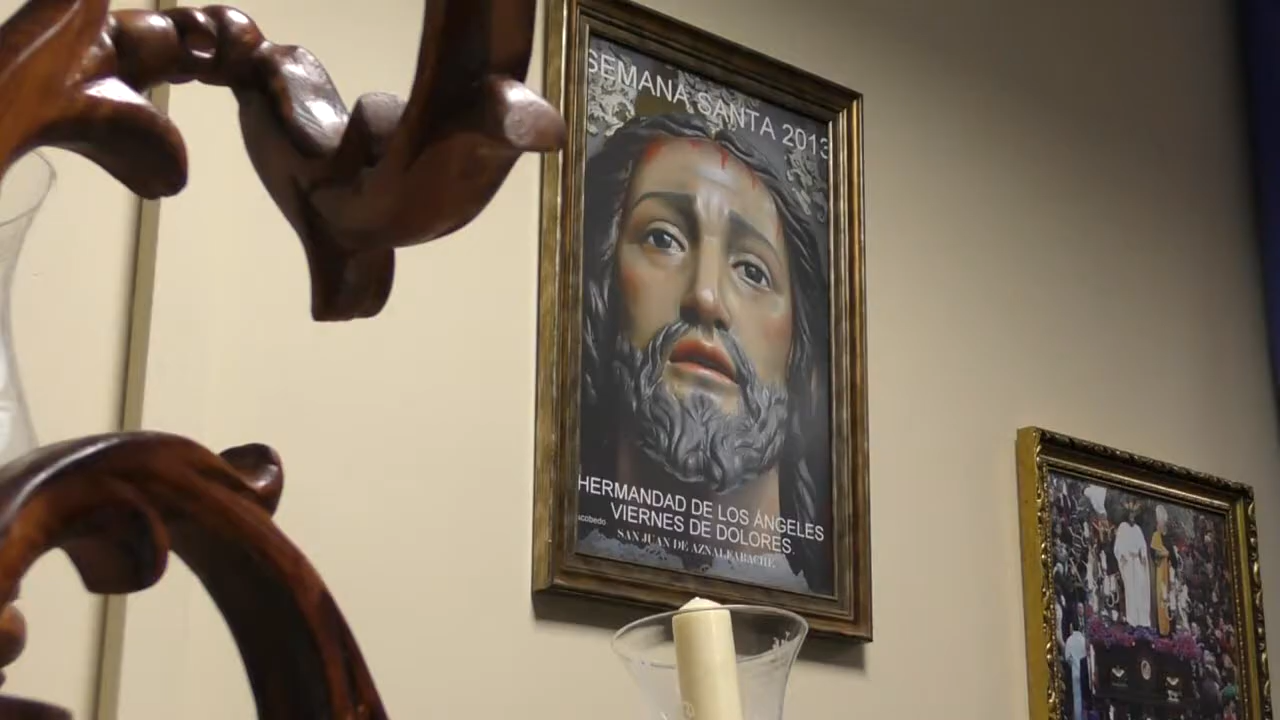 SEMANA SANTA 2013
HERMANDAD DE LOS ÁNGELES
VIERNES DE DOLORES.
SAN JUAN DE AZNALFARACHE